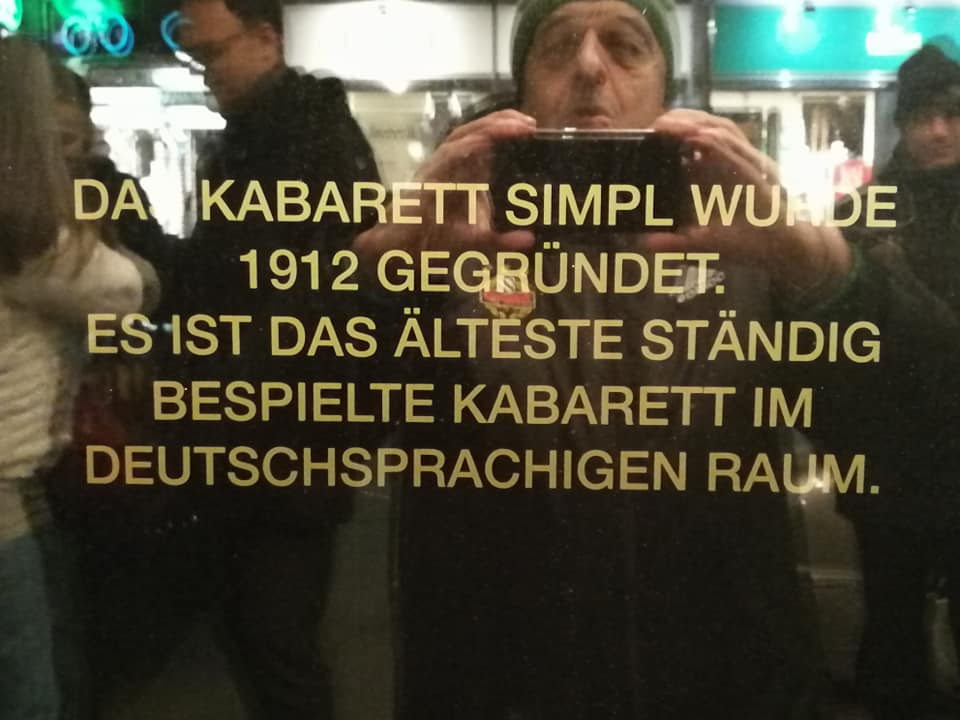 DAS KABARETT SIMPL WURDE
1912 GEGRÜNDET.
ES IST DAS ÄLTESTE STÄNDIG
BESPIELTE KABARETT IM
DEUTSCHSPRACHIGEN RAUM.